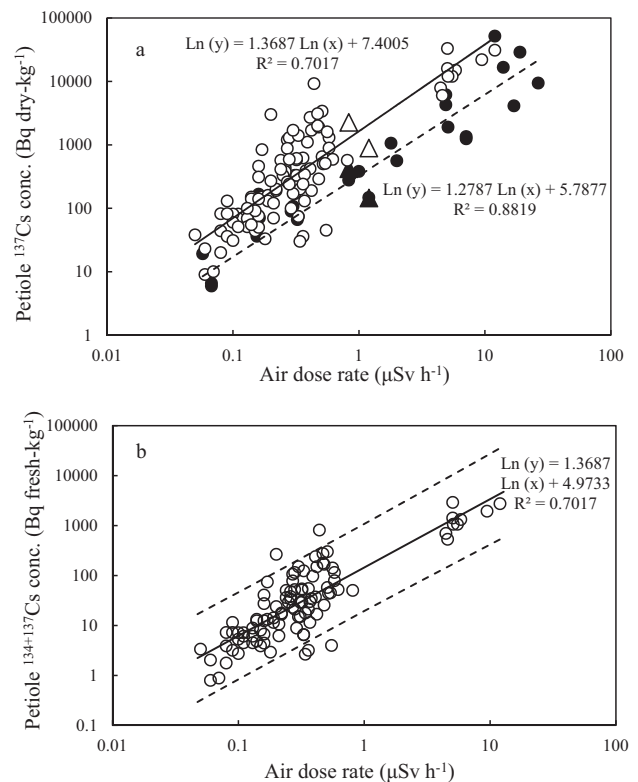 a
Ln (y) = 1.3687 Ln (x) + 7.4005
R² = 0.7017
Ln (y) = 1.2787 Ln (x) + 5.7877
R² = 0.8819
Petiole ¹³⁷Cs conc. (Bq dry-kg⁻¹)
100000
10000
1000
100
10
1
0.01
0.1
1
10
100
Air dose rate (μSv h⁻¹)
b
Ln (y) = 1.3687
Ln (x) + 4.9733
R² = 0.7017
Petiole ¹³⁴⁺¹³⁷Cs conc. (Bq fresh-kg⁻¹)
100000
10000
1000
100
10
1
0.1
0.01
0.1
1
10
100
Air dose rate (μSv h⁻¹)